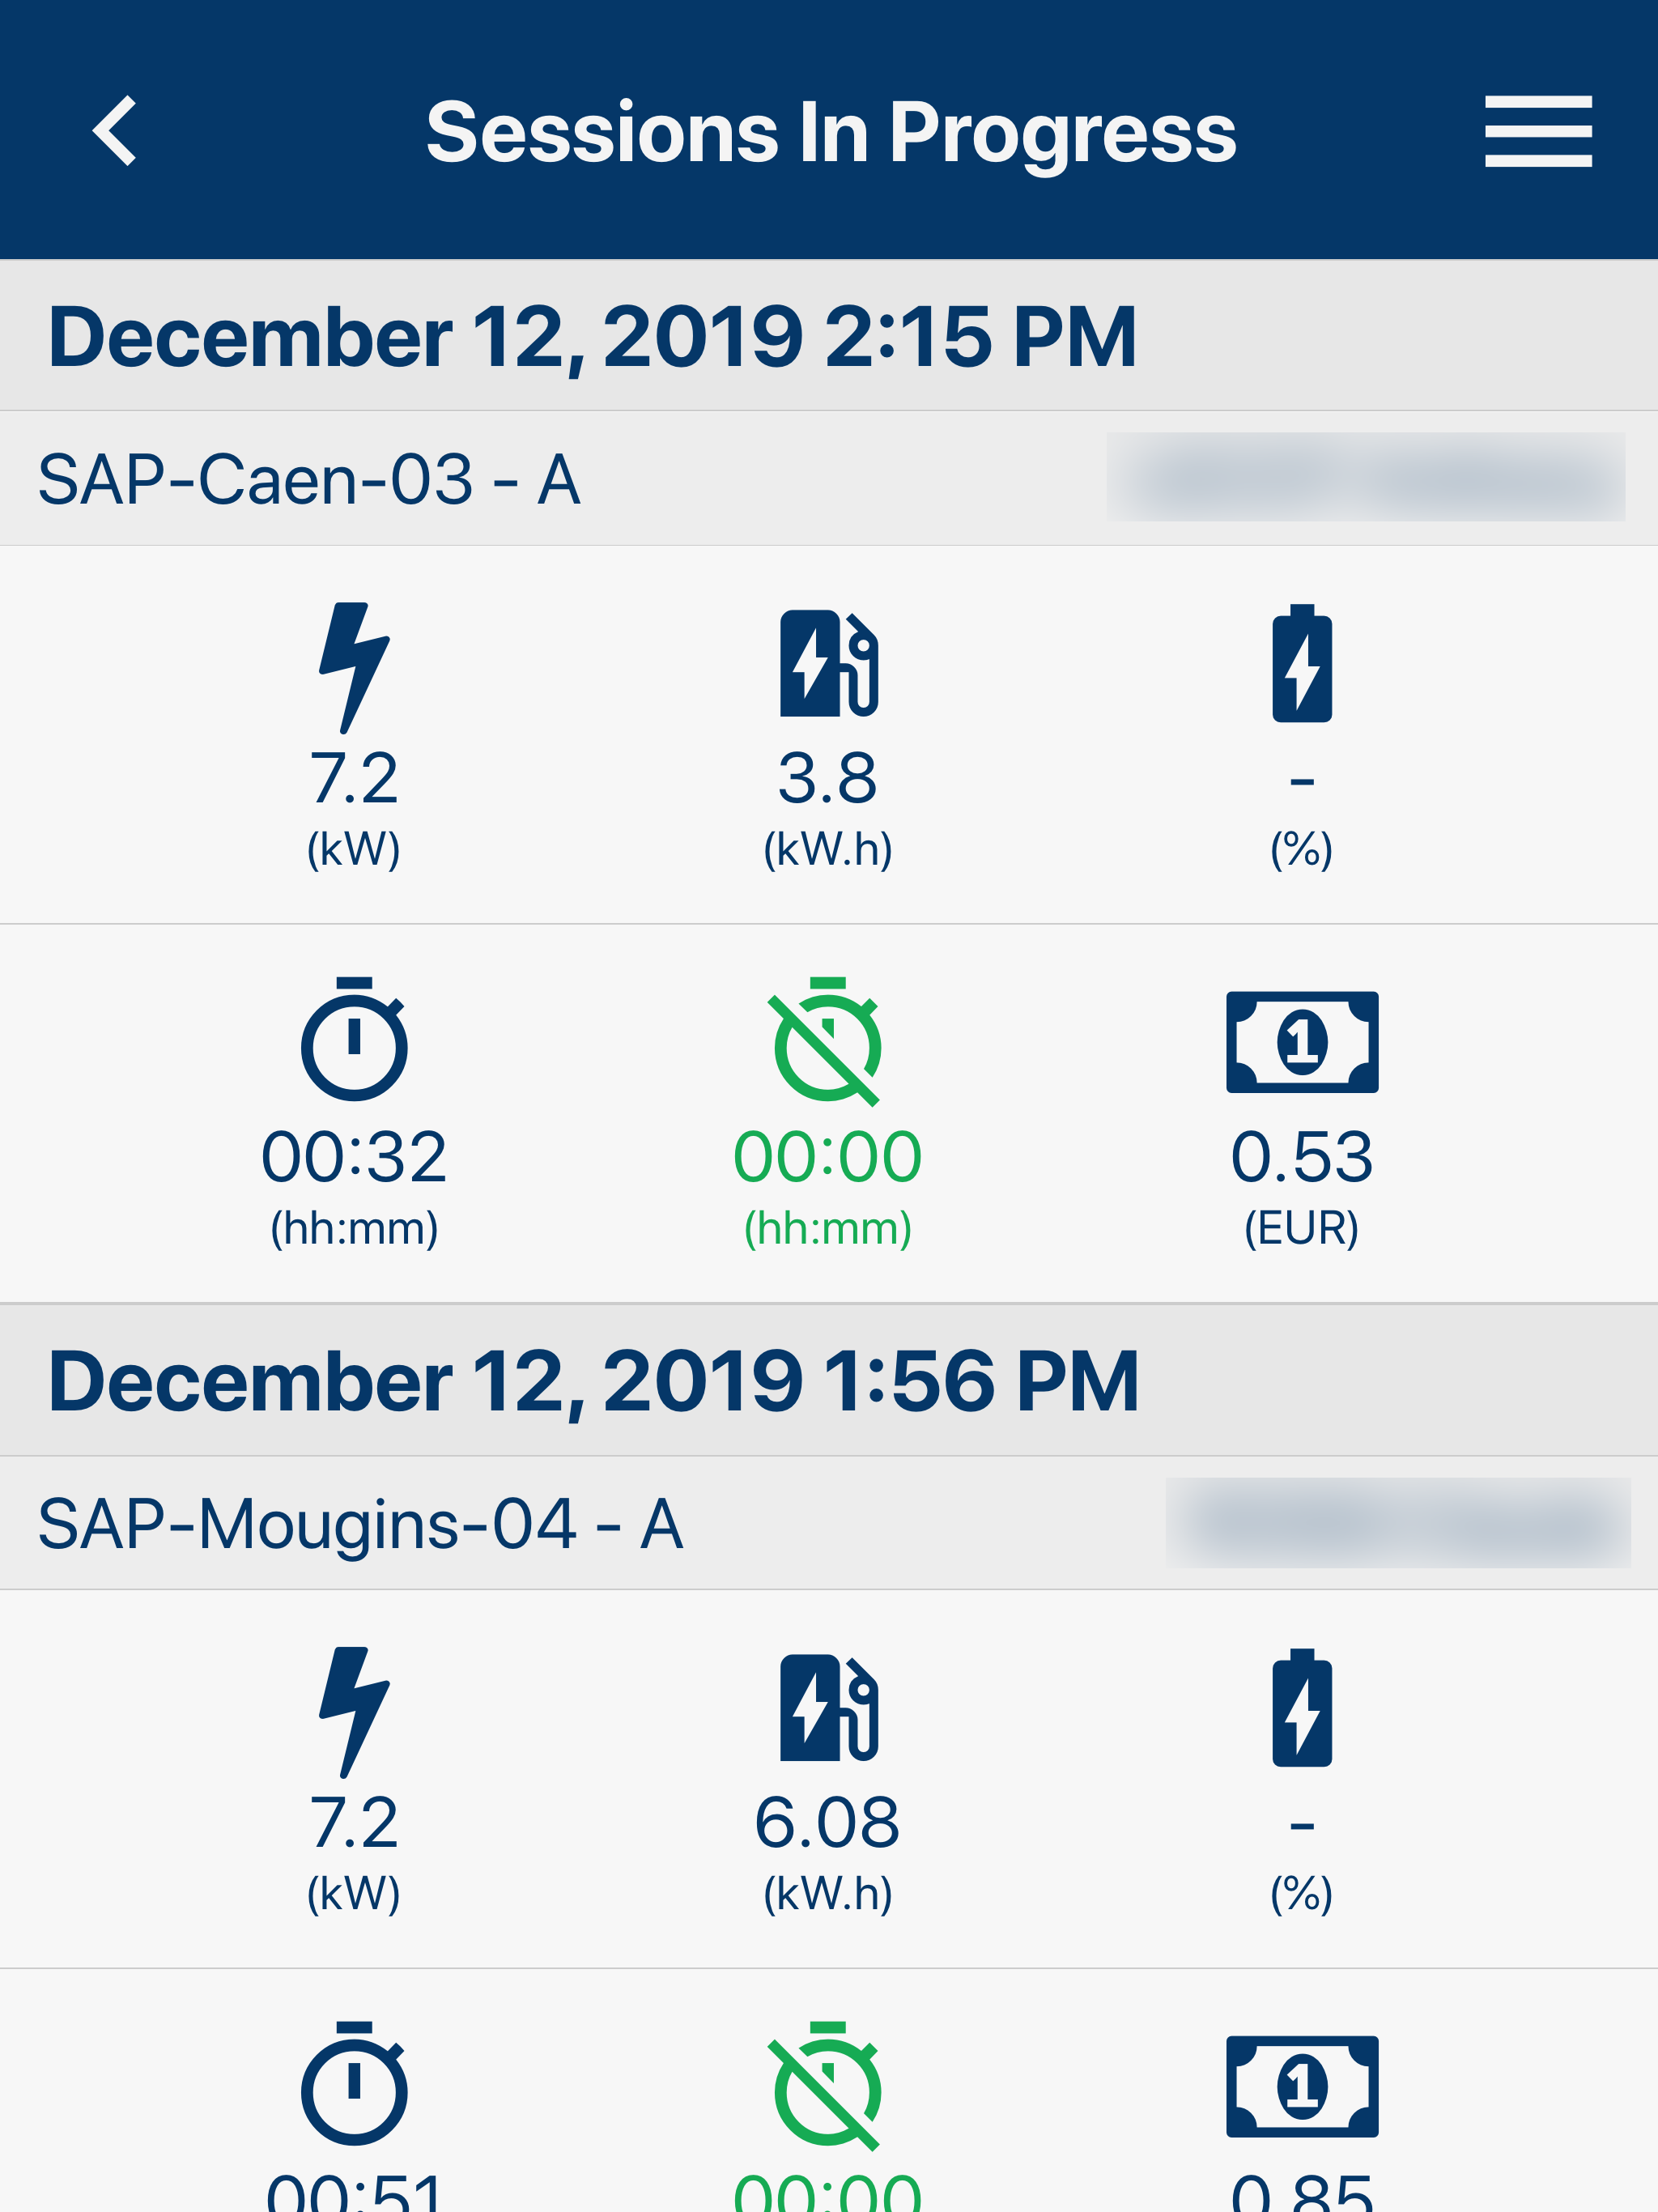 Sessions In Progress
December 12, 2019 2:15 PM
SAP-Caen-03 - A
7.2 3.8 -
(kW) (kW.h) (%)
1
00:32 00:00 0.53
(hh:mm) (hh:mm) (EUR)
December 12, 2019 1:56 PM
SAP-Mougins-04 - A
7.2 6.08 -
(kW) (kW.h) (%)
1
00:51 00:00 0.85